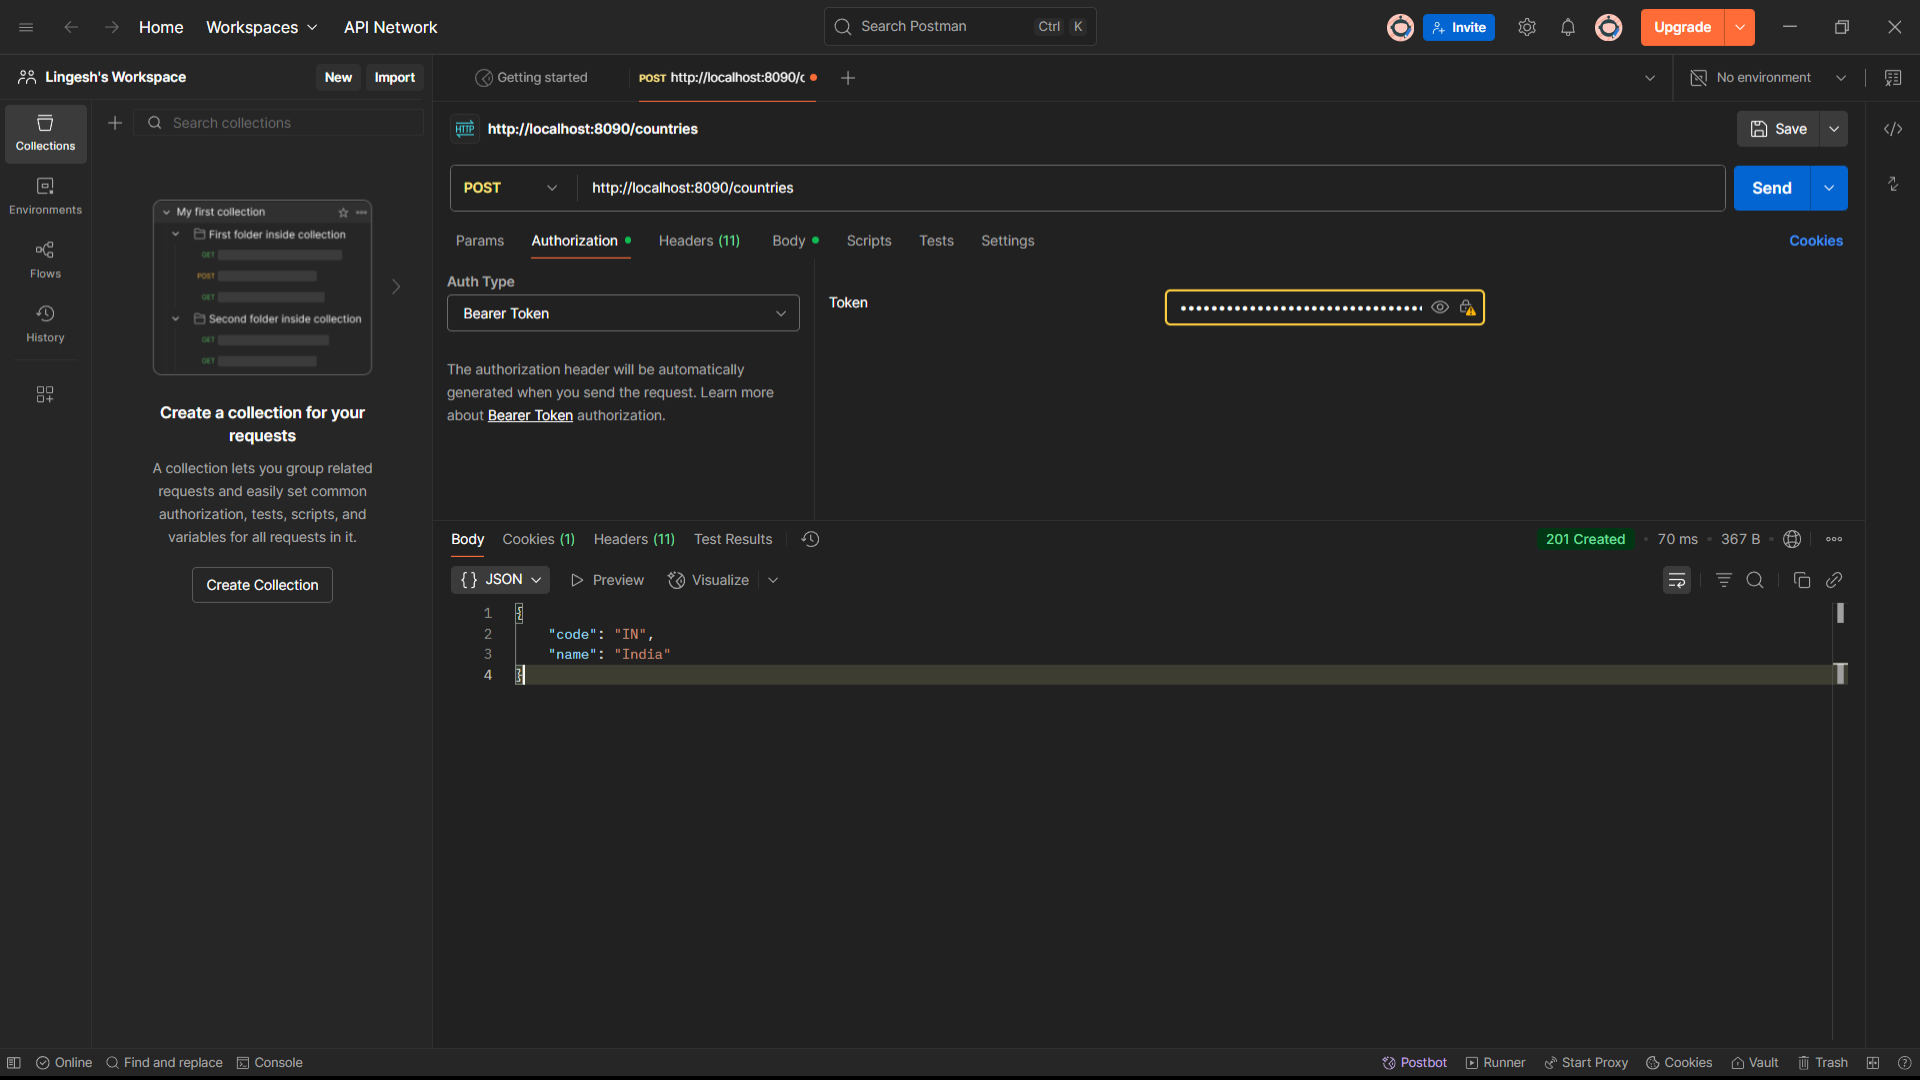 Home
Workspaces
API Network
Search Postman
Ctrl K
Invite
Upgrade
Lingesh's Workspace
New
Import
Getting started
POST http://localhost:8090/c
No environment
Collections
Environments
Flows
History
Search collections
My first collection
First folder inside collection
GET
POST
GET
Second folder inside collection
GET
GET
Create a collection for your
requests
A collection lets you group related
requests and easily set common
authorization, tests, scripts, and
variables for all requests in it.
Create Collection
HTTP
http://localhost:8090/countries
Save
POST
http://localhost:8090/countries
Send
Params
Authorization
Headers (11)
Body
Scripts
Tests
Settings
Cookies
Auth Type
Bearer Token
The authorization header will be automatically
generated when you send the request. Learn more
about Bearer Token authorization.
Token
Body
Cookies (1)
Headers (11)
Test Results
201 Created
70 ms
367 B
{} JSON
Preview
Visualize
1 {
2 "code": "IN",
3 "name": "India"
4 }
Online
Find and replace
Console
Postbot
Runner
Start Proxy
Cookies
Vault
Trash